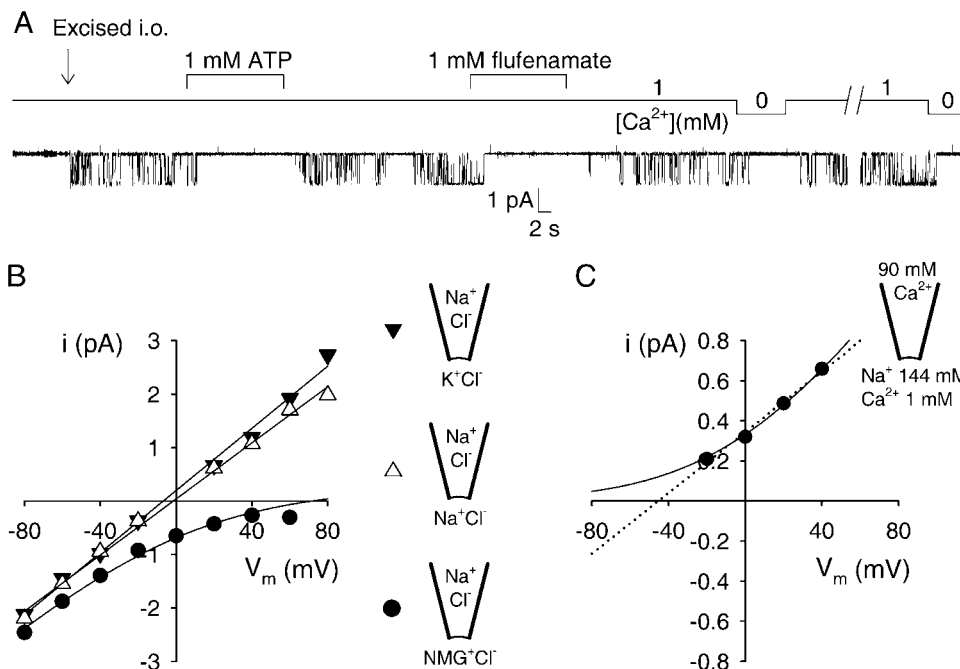 A
Excised i.o.
1 mM ATP
1 mM flufenamate
1
0
1
0
[Ca²⁺](mM)
1 pA
2 s
B
i (pA)
3
2
1
-1
-2
-3
-80
-40
0
40
80
Vₘ (mV)
Na⁺
Cl⁻
K⁺Cl⁻
Na⁺
Cl⁻
Na⁺Cl⁻
Na⁺
Cl⁻
NMG⁺Cl⁻
C
i (pA)
0.8
0.6
0.4
0.2
-0.2
-0.4
-0.6
-0.8
-80
-40
0
40
80
Vₘ (mV)
90 mM
Ca²⁺
Na⁺ 144 mM
Ca²⁺ 1 mM